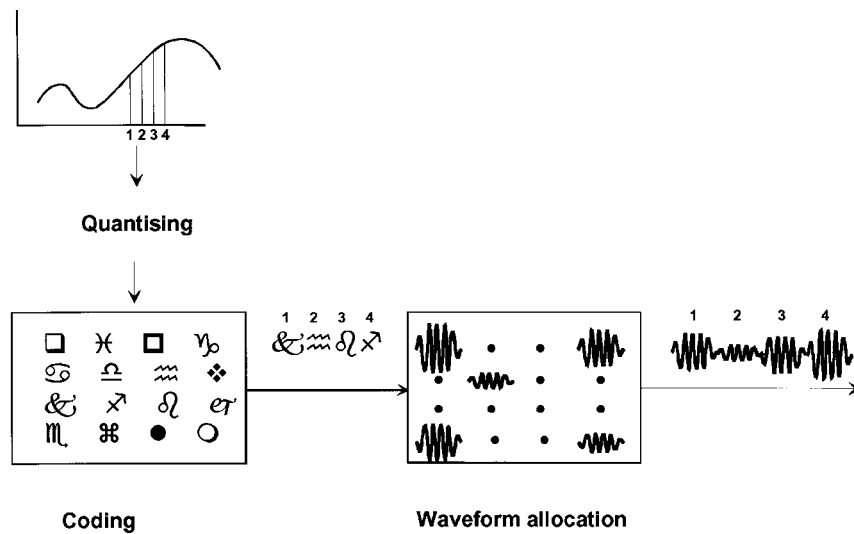 1 2 3 4
Quantising
❑ ♓ ◻ ♑
♋ ♎ ♒ ❖
🙰 ♐ ♌ 🙵
♏ ⌘ ● ❍
1 2 3 4
🙰 ♒ ♌ ♐
1 2 3 4
Coding
Waveform allocation